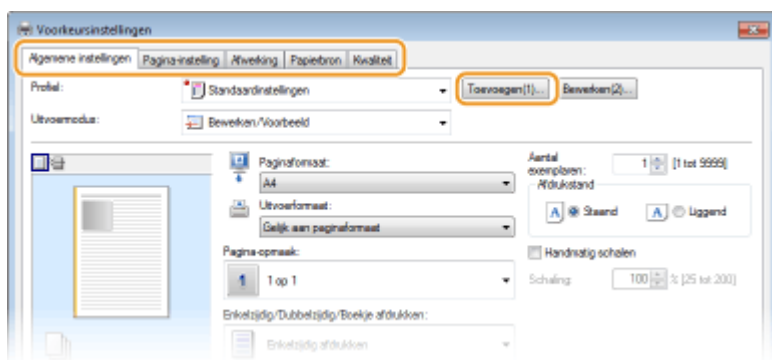 Voorkeursinstellingen
Algemene instellingen Pagina-instelling Afwerking Papierbron Kwaliteit
Profiel: Standaardinstellingen Toevoegen(1)... Bewerken(2)...
Uitvoermodus: Bewerken/Voorbeeld
Paginaformaat:
A4
Uitvoerformaat:
Gelijk aan paginaformaat
Pagina-opmaak:
1 1 op 1
Enkelzijdig/Dubbelzijdig/Boekje afdrukken:
Enkelzijdig afdrukken
Aantal
exemplaren: 1 [1 tot 9999]
Afdrukstand
A Staand A Liggend
Handmatig schalen
Schaling: 100 % [25 tot 200]